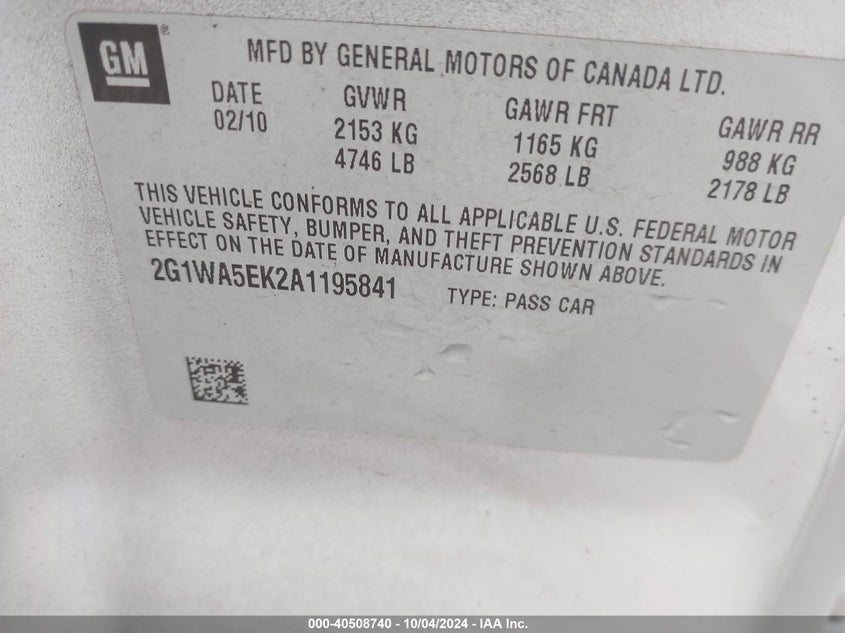 GM®
MFD BY GENERAL MOTORS OF CANADA LTD.
DATE GVWR GAWR FRT GAWR RR
02/10 2153 KG 1165 KG 988 KG
4746 LB 2568 LB 2178 LB
THIS VEHICLE CONFORMS TO ALL APPLICABLE U.S. FEDERAL MOTOR
VEHICLE SAFETY, BUMPER, AND THEFT PREVENTION STANDARDS IN
EFFECT ON THE DATE OF MANUFACTURE SHOWN ABOVE.
2G1WA5EK2A1195841 TYPE: PASS CAR
000-40508740 - 10/04/2024 - IAA Inc.